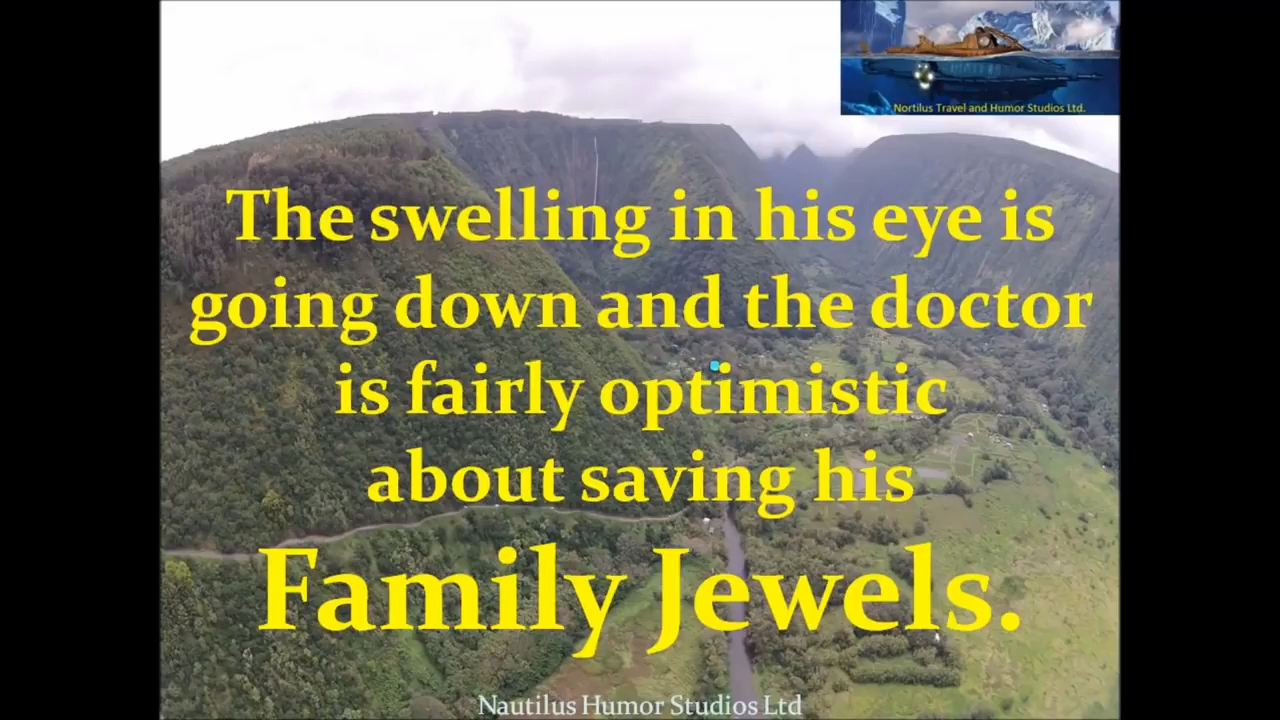 Nortilus Travel and Humor Studios Ltd.
The swelling in his eye is
going down and the doctor
is fairly optimistic
about saving his
Family Jewels.
Nautilus Humor Studios Ltd